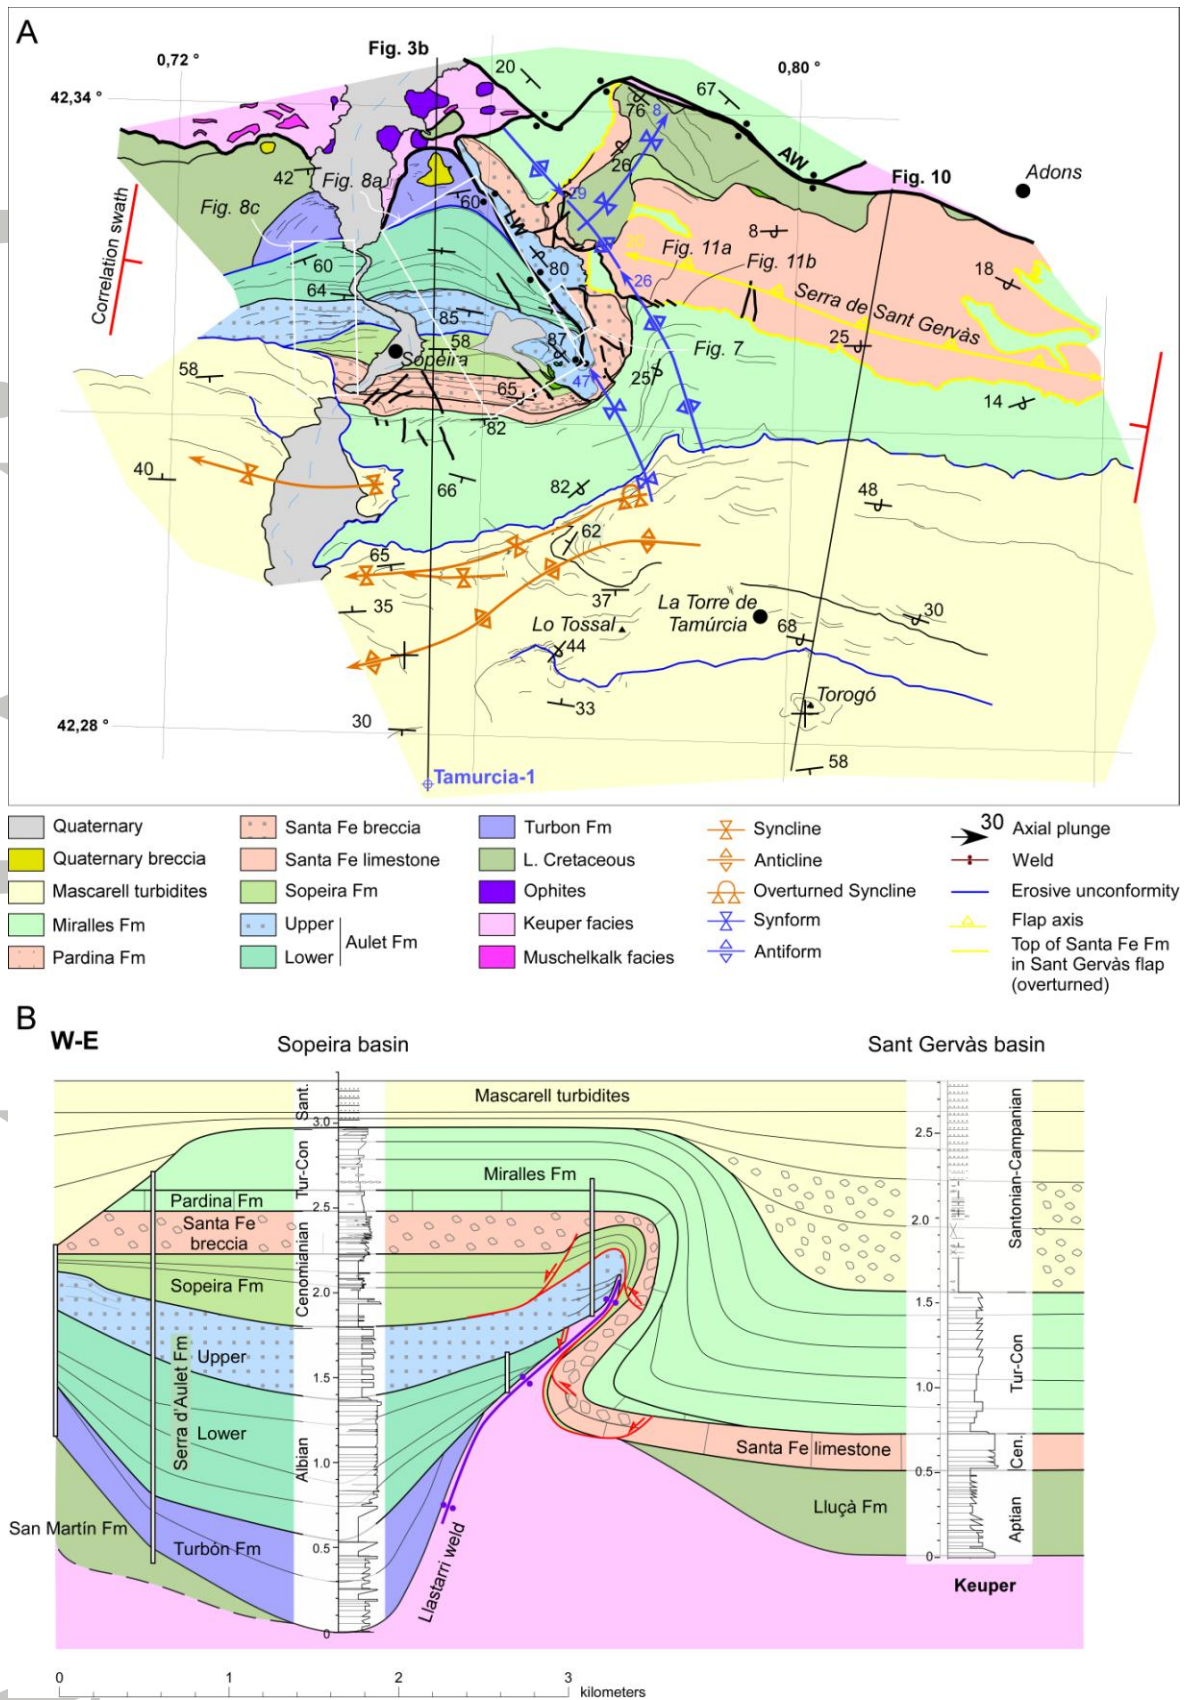 A
Fig. 3b
0,72 °
0,80 °
42,34 °
20
67
76
8
AW
Fig. 10
Adons
26
42
Fig. 8a
Fig. 8c
60
29
LW
8
20
Fig. 11a
Fig. 11b
18
Correlation swath
60
80
26
Serra de Sant Gervàs
64
85
58
87
Sopeira
Fig. 7
25
58
47
25
65
14
82
40
66
82
48
62
65
35
37
La Torre de
Tamúrcia
30
Lo Tossal
68
44
33
Torogó
42,28 °
30
58
Tamurcia-1
Quaternary
Quaternary breccia
Mascarell turbidites
Miralles Fm
Pardina Fm
Santa Fe breccia
Santa Fe limestone
Sopeira Fm
Upper
Lower
Aulet Fm
Turbon Fm
L. Cretaceous
Ophites
Keuper facies
Muschelkalk facies
Syncline
Anticline
Overturned Syncline
Synform
Antiform
30
Axial plunge
Weld
Erosive unconformity
Flap axis
Top of Santa Fe Fm
in Sant Gervàs flap
(overturned)
B
W-E
Sopeira basin
Sant Gervàs basin
Mascarell turbidites
Sant.
3.0
Tur-Con
Miralles Fm
Pardina Fm
2.5
Santa Fe
breccia
Cenomianian
Sopeira Fm
2.0
Upper
Serra d'Aulet Fm
1.5
Lower
Albian
1.0
San Martín Fm
Turbón Fm
0.5
0
Llastarri weld
2.5
Santonian-Campanian
2.0
1.5
Tur-Con
1.0
Santa Fe limestone
Cen.
0.5
Lluçà Fm
Aptian
0
Keuper
0
1
2
3
kilometers